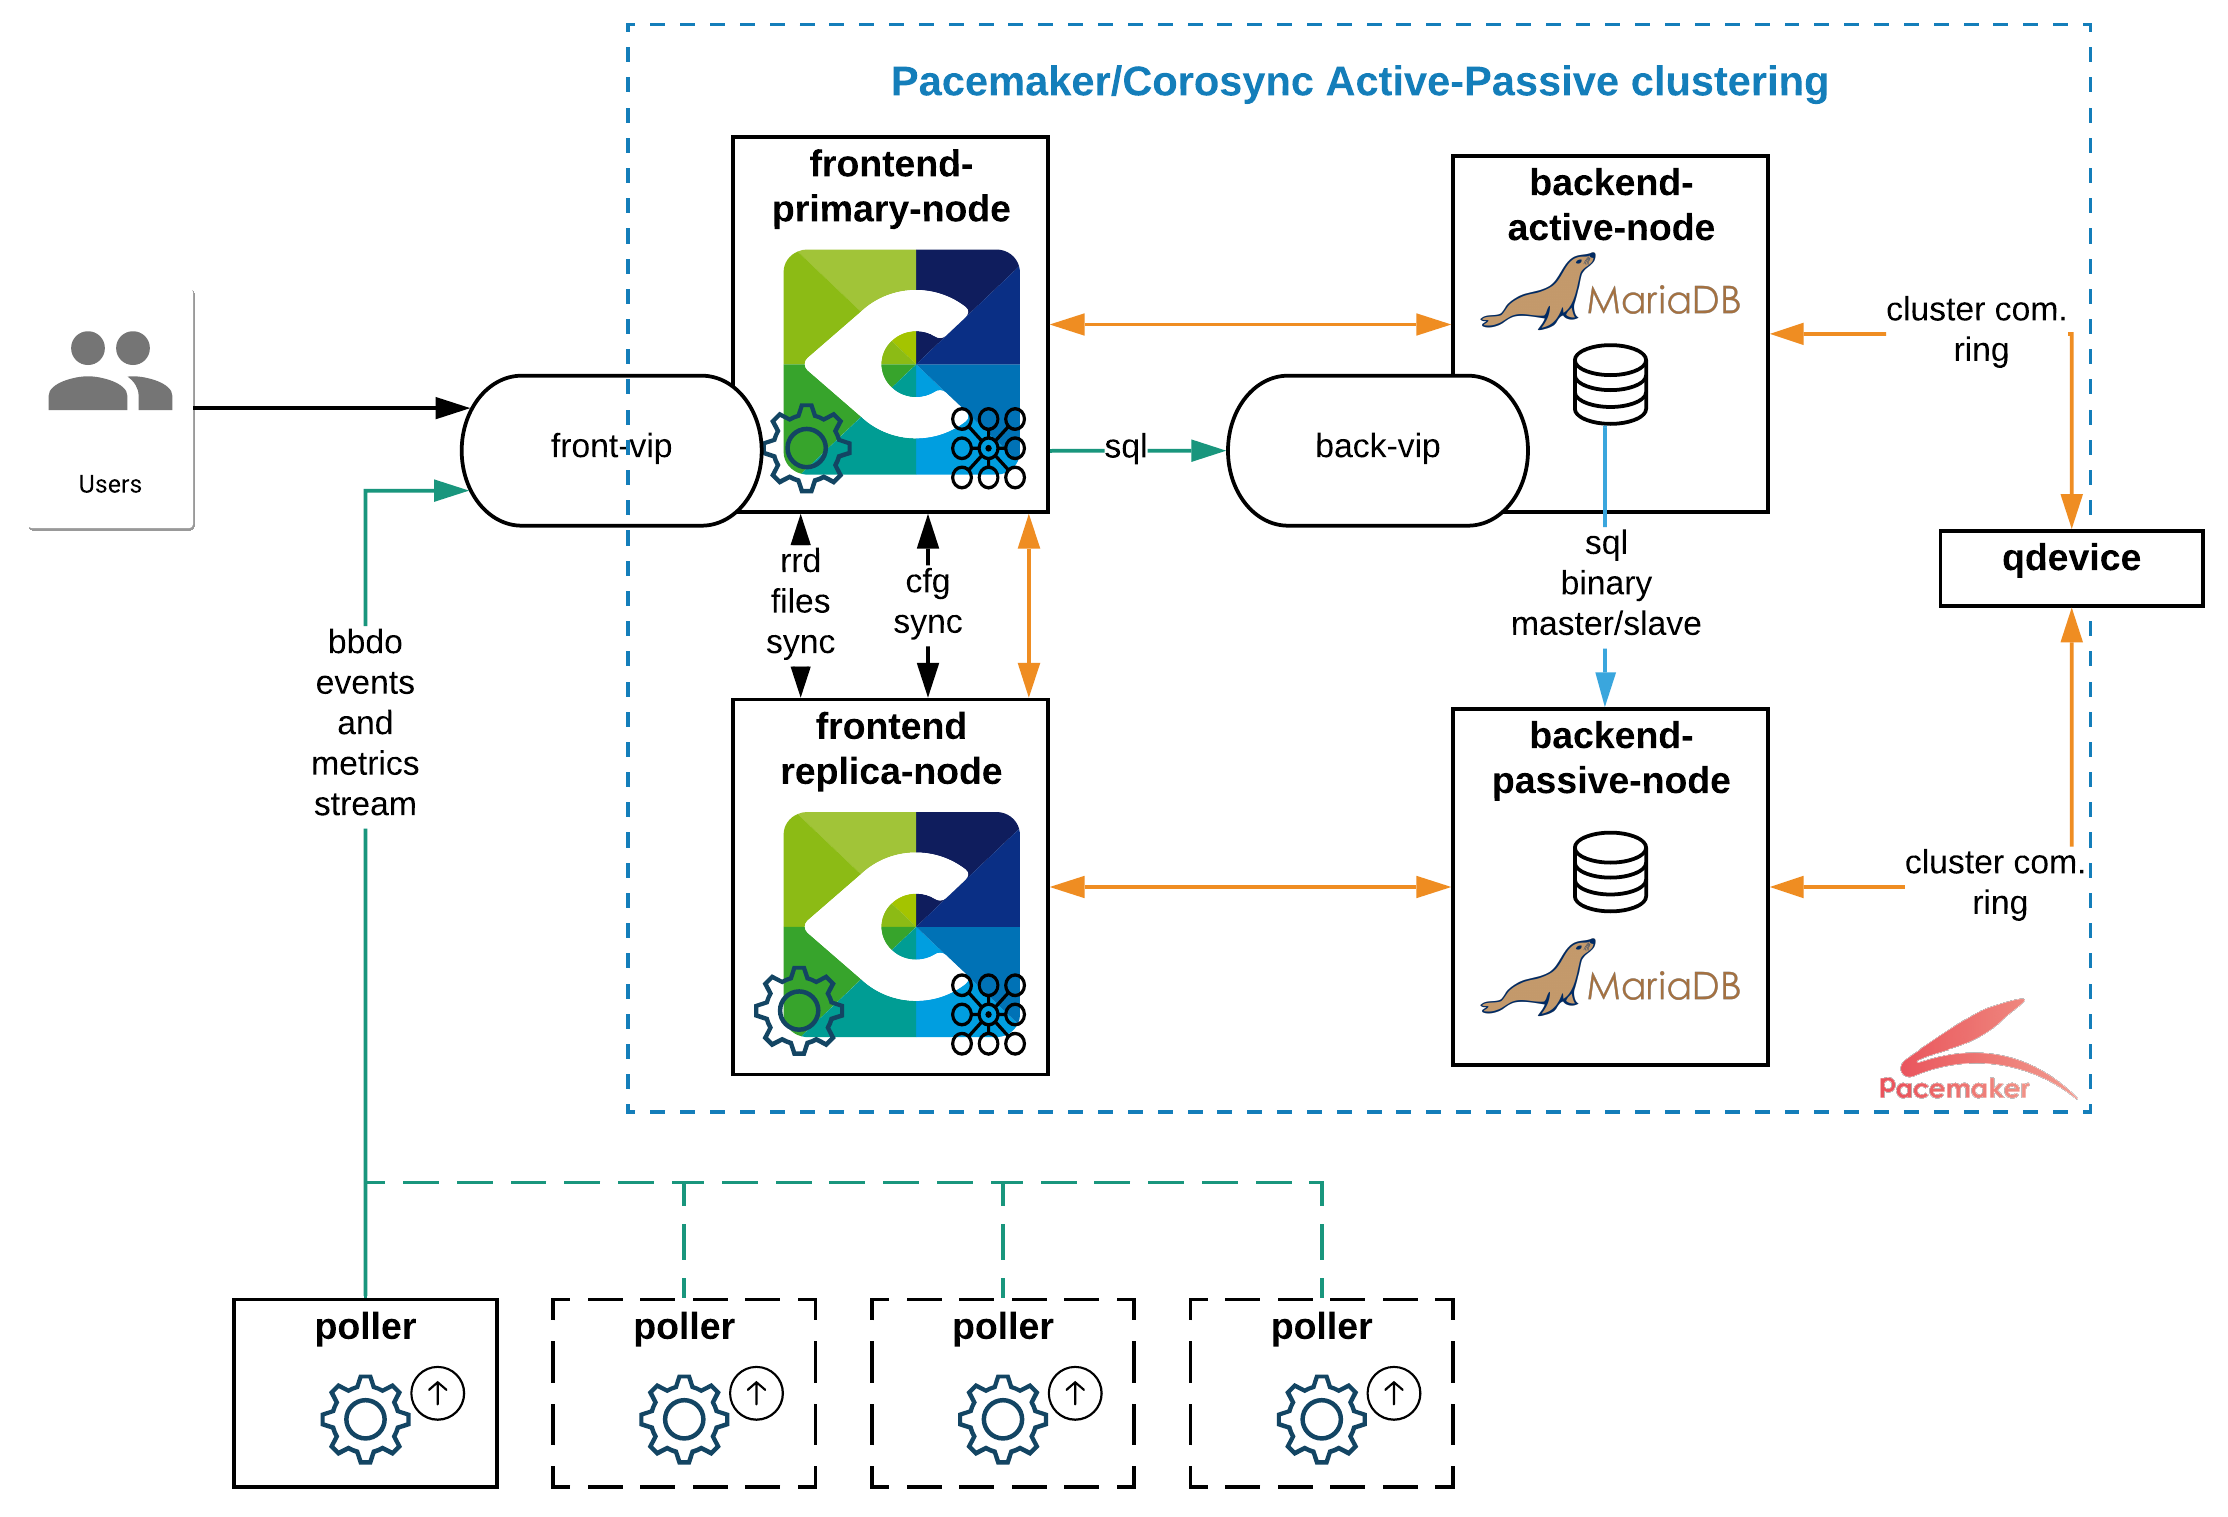 Pacemaker/Corosync Active-Passive clustering
frontend-
primary-node
backend-
active-node
MariaDB
cluster com.
ring
Users
front-vip
sql
back-vip
rrd
files
sync
cfg
sync
sql
binary
master/slave
qdevice
bbdo
events
and
metrics
stream
frontend
replica-node
backend-
passive-node
MariaDB
cluster com.
ring
Pacemaker
poller
poller
poller
poller